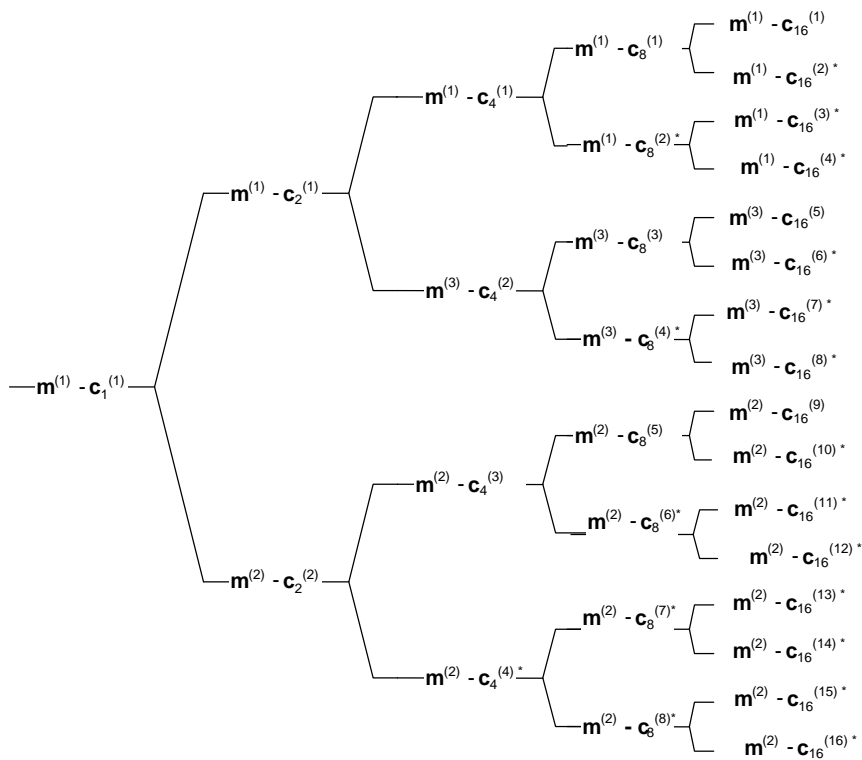 m(1) - c1(1)
m(1) - c2(1)
m(2) - c2(2)
m(1) - c4(1)
m(3) - c4(2)
m(2) - c4(3)
m(2) - c4(4) *
m(1) - c8(1)
m(1) - c8(2) *
m(3) - c8(3)
m(3) - c8(4) *
m(2) - c8(5)
m(2) - c8(6)*
m(2) - c8(7)*
m(2) - c8(8)*
m(1) - c16(1)
m(1) - c16(2) *
m(1) - c16(3) *
m(1) - c16(4) *
m(3) - c16(5)
m(3) - c16(6) *
m(3) - c16(7) *
m(3) - c16(8) *
m(2) - c16(9)
m(2) - c16(10) *
m(2) - c16(11) *
m(2) - c16(12) *
m(2) - c16(13) *
m(2) - c16(14) *
m(2) - c16(15) *
m(2) - c16(16) *